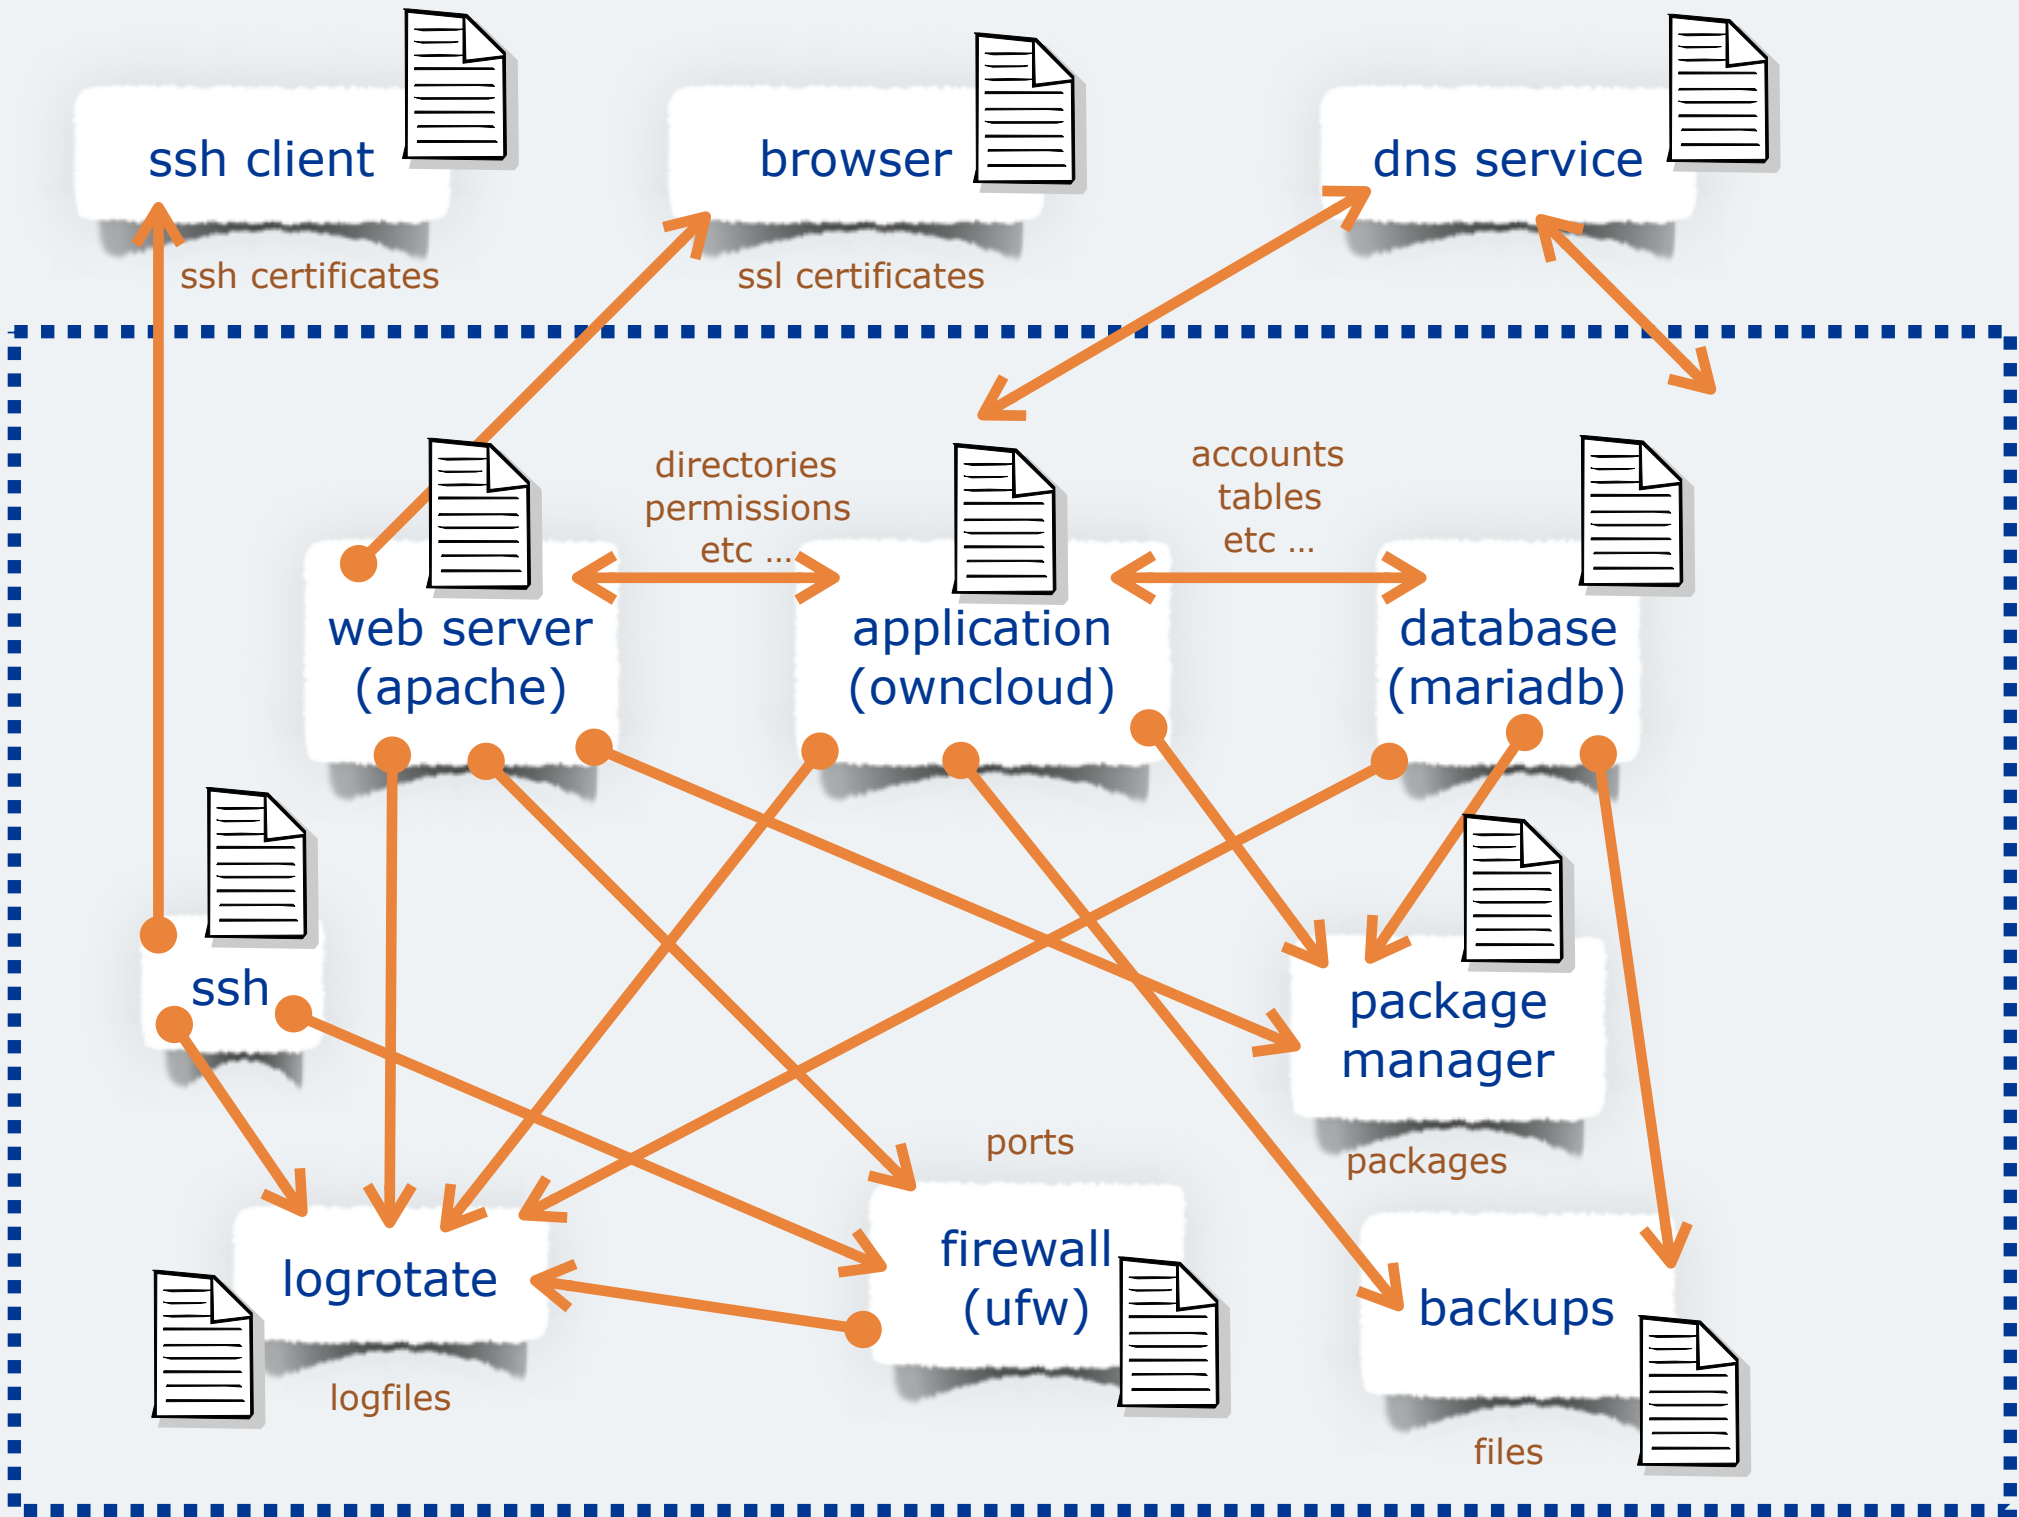 ssh client
browser
dns service
ssh certificates
ssl certificates
directories
permissions
etc ...
accounts
tables
etc ...
web server
(apache)
application
(owncloud)
database
(mariadb)
ssh
package
manager
ports
packages
logrotate
firewall
(ufw)
backups
logfiles
files